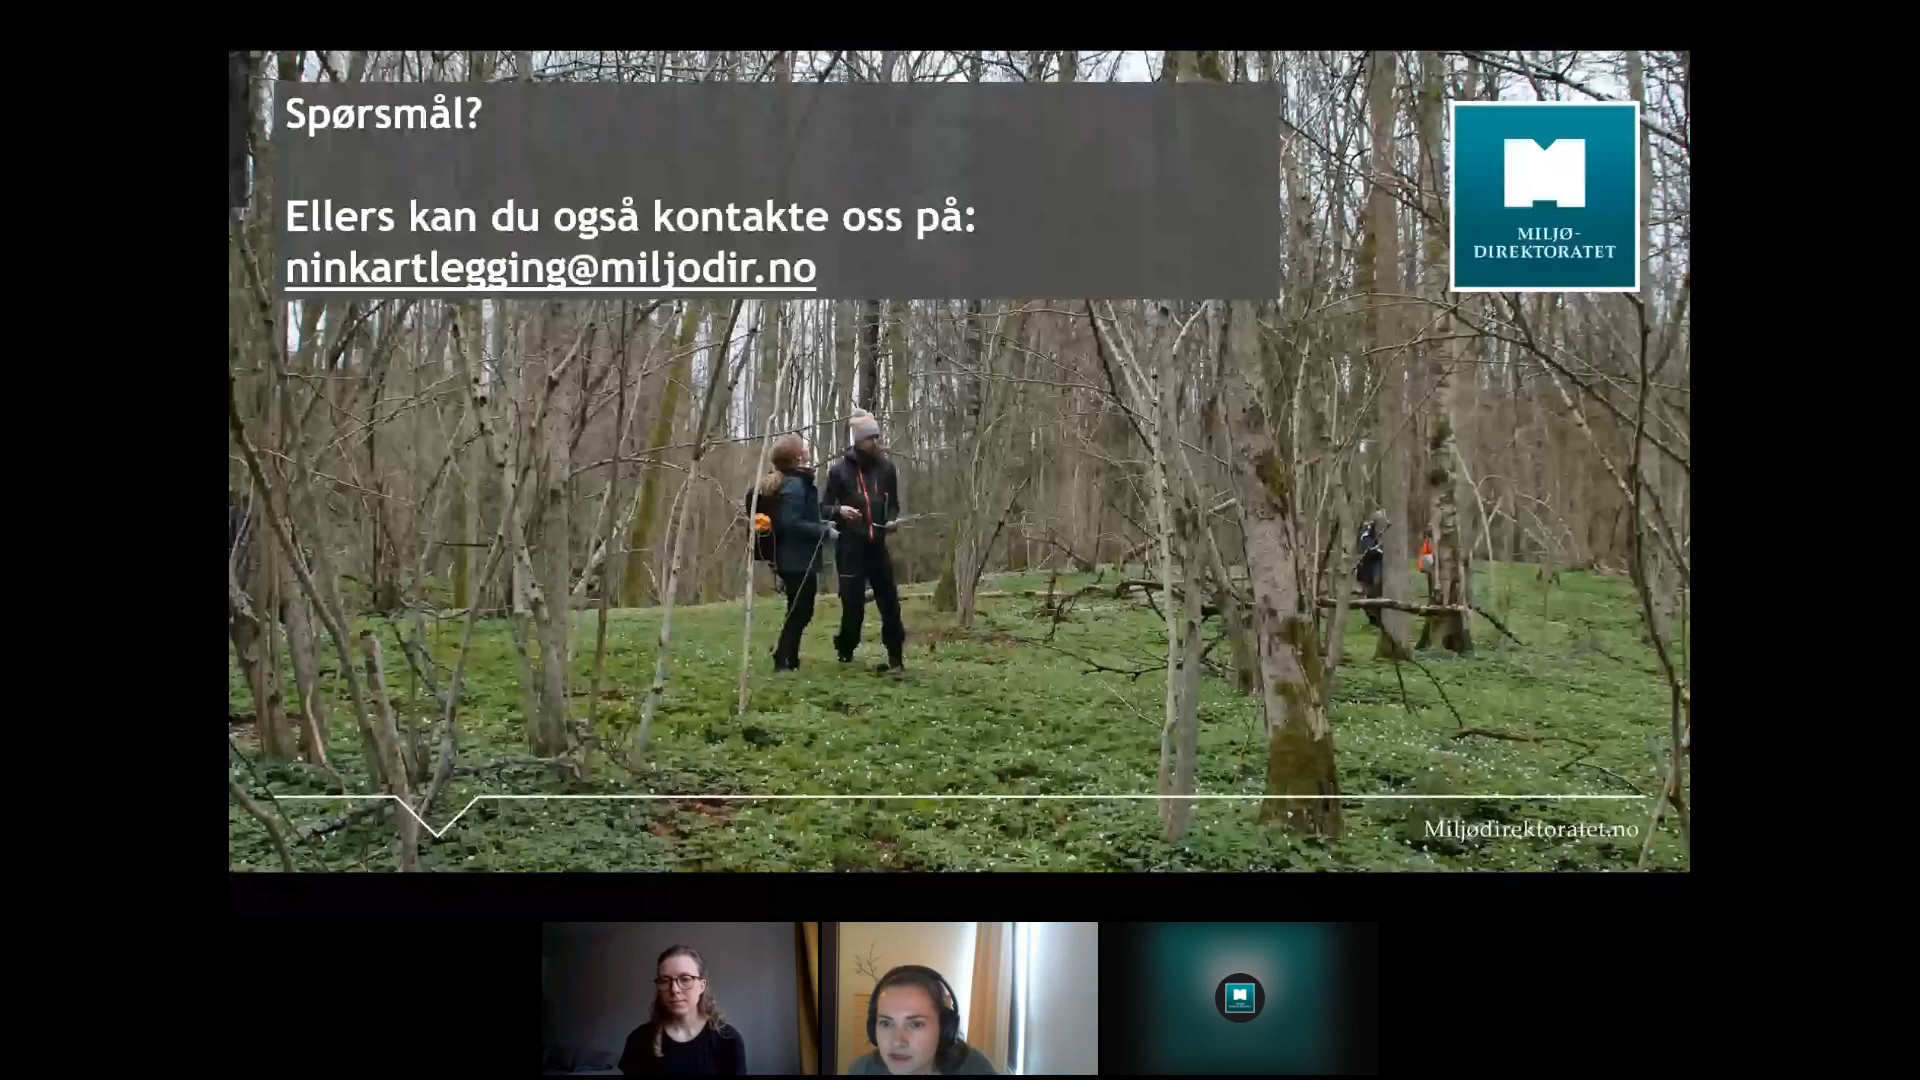 Spørsmål?
Ellers kan du også kontakte oss på:
ninkartlegging@miljodir.no
MILJØ-
DIREKTORATET
Miljødirektoratet.no